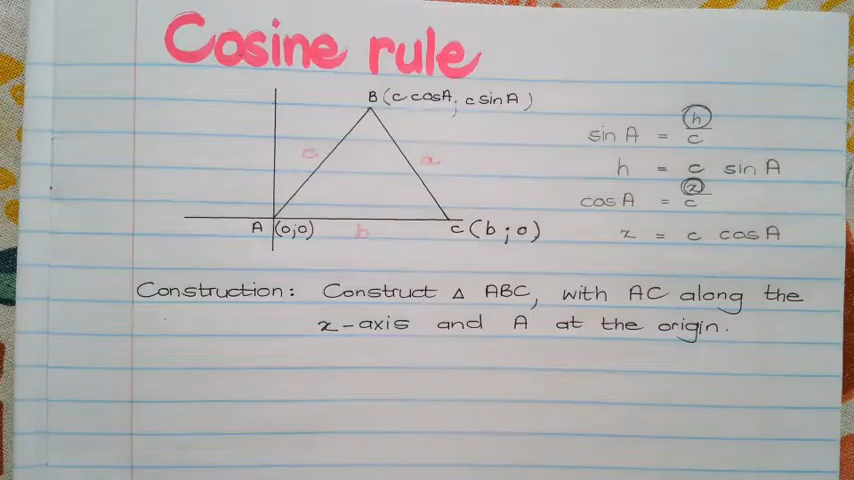 Cosine rule
B (c cosA; c sinA)
c
a
A (0;0)
b
C (b; 0)
sin A = h/c
h = c sin A
cos A = x/c
x = c cosA
Construction: Construct △ ABC, with AC along the
x-axis and A at the origin.